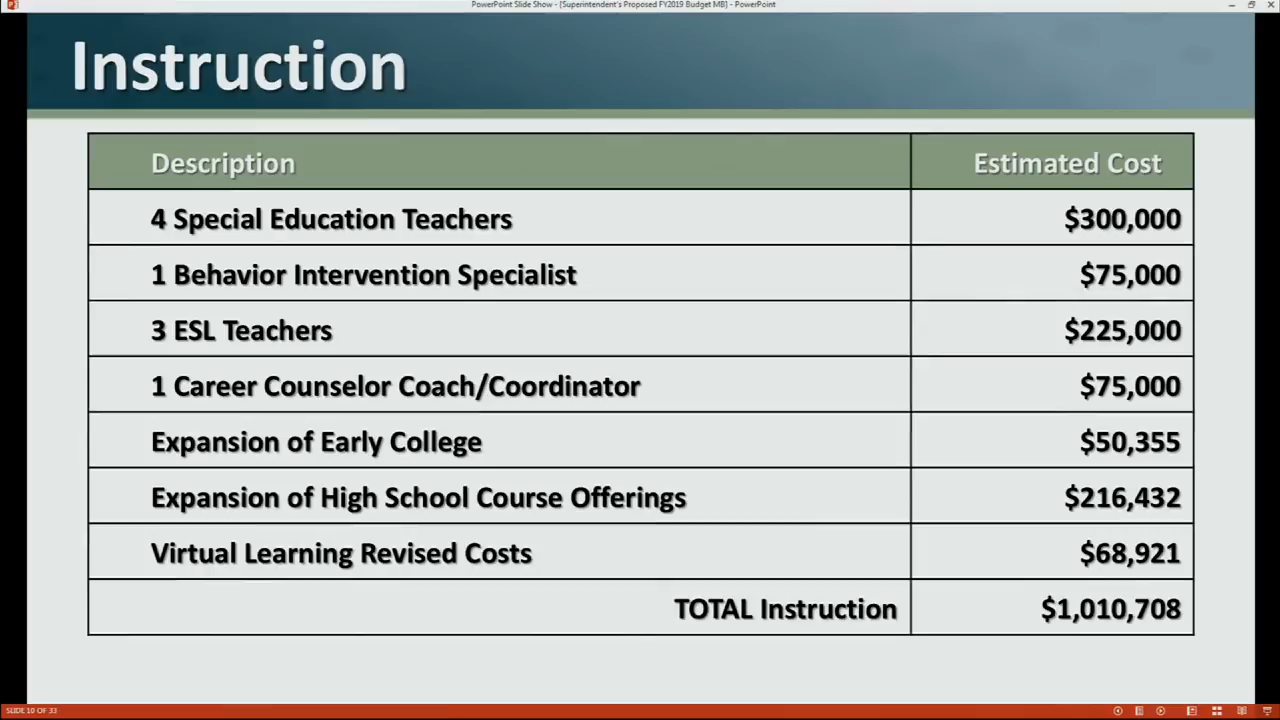 PowerPoint Slide Show - [Superintendent's Proposed FY2019 Budget MB] - PowerPoint
Instruction
Description Estimated Cost
4 Special Education Teachers $300,000
1 Behavior Intervention Specialist $75,000
3 ESL Teachers $225,000
1 Career Counselor Coach/Coordinator $75,000
Expansion of Early College $50,355
Expansion of High School Course Offerings $216,432
Virtual Learning Revised Costs $68,921
TOTAL Instruction $1,010,708
SLIDE 10 OF 33